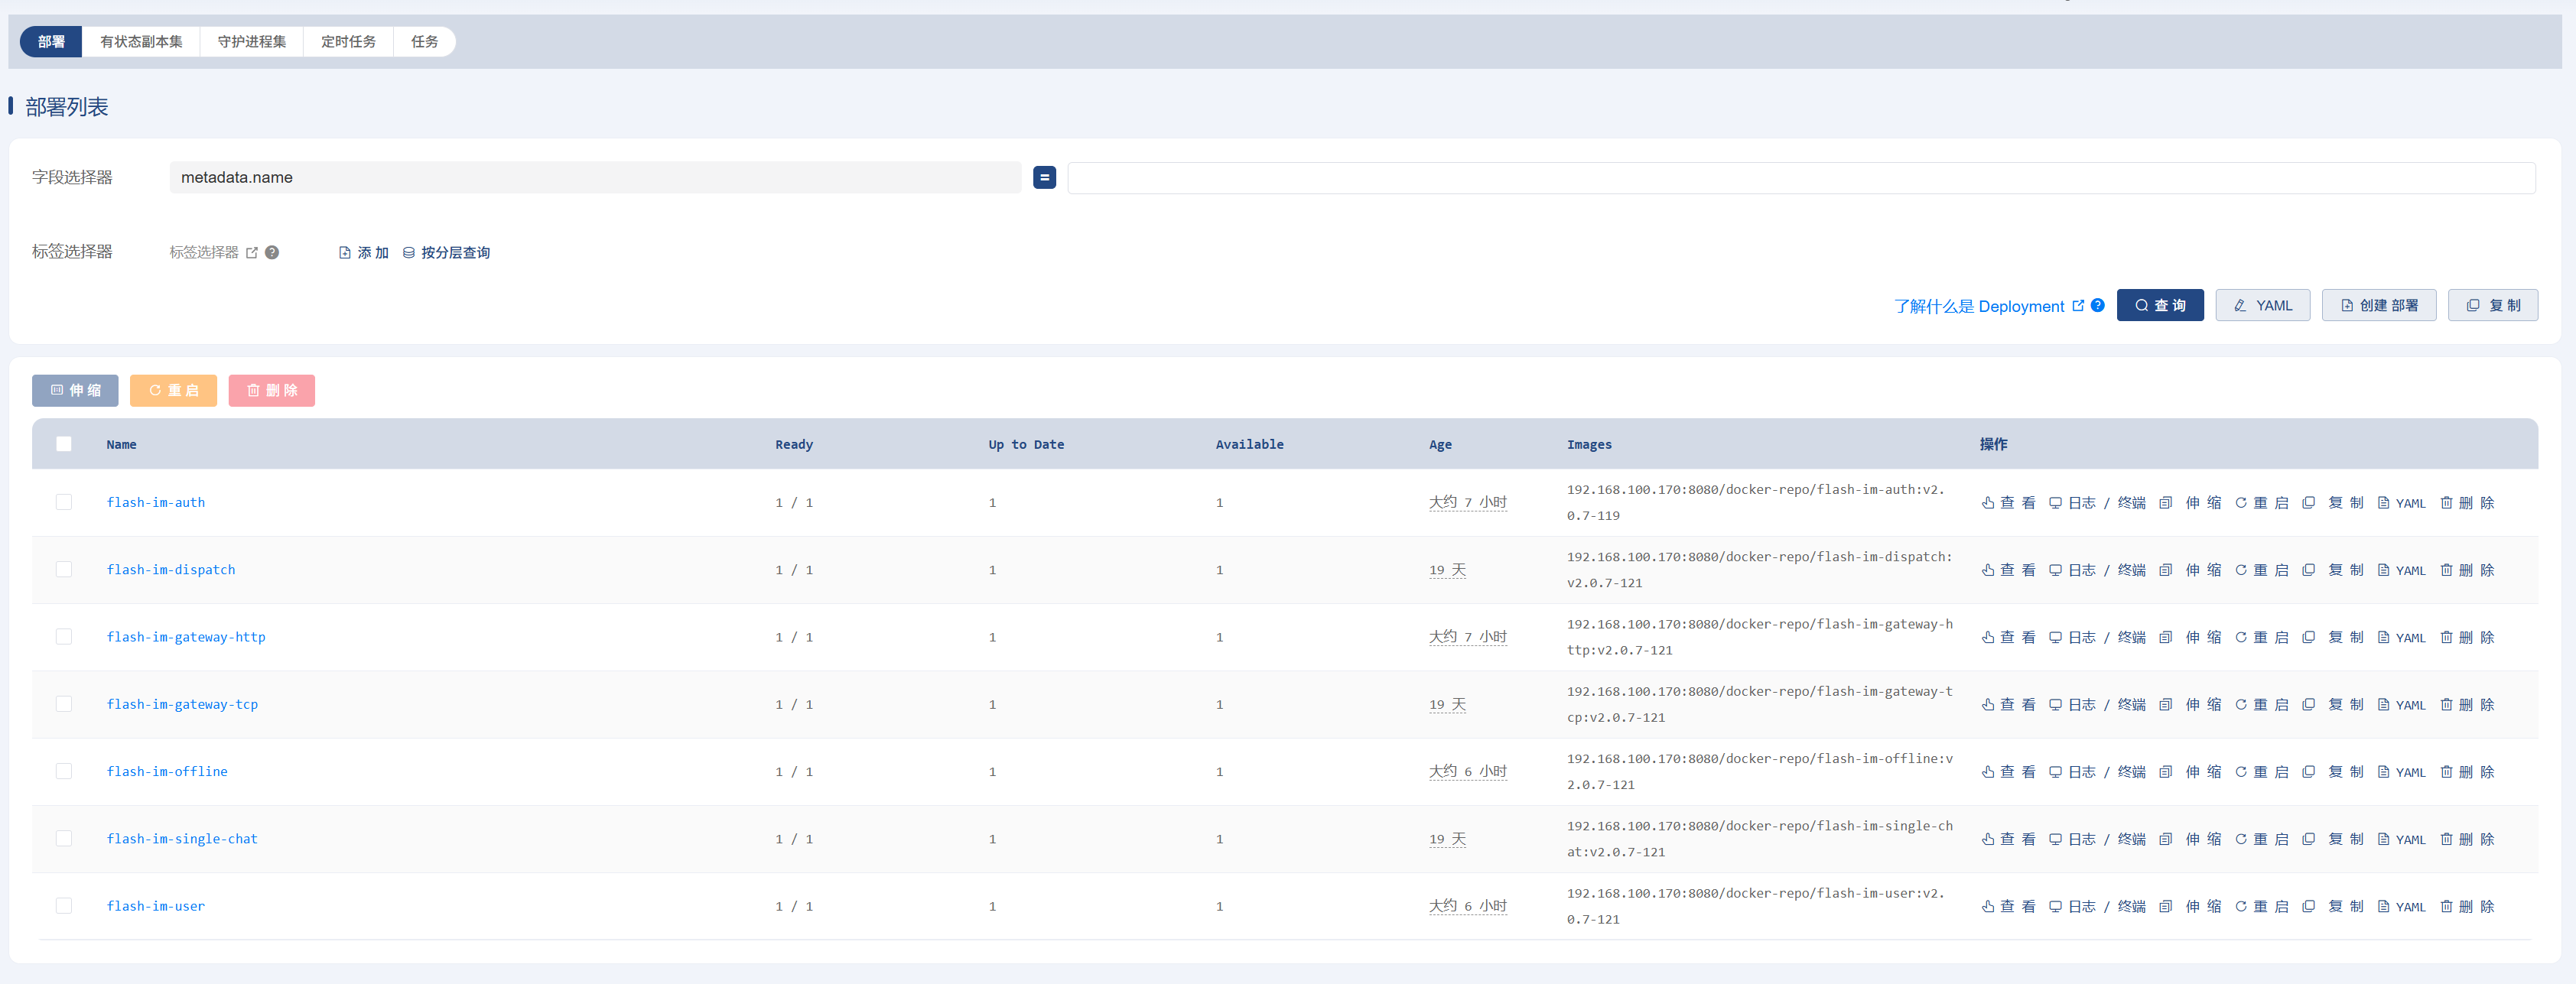 部署 有状态副本集 守护进程集 定时任务 任务
部署列表
字段选择器 metadata.name =
标签选择器 标签选择器 ? 添 加 按分层查询
了解什么是 Deployment ? 查 询 YAML 创建 部署 复 制
伸 缩 重 启 删 除
Name Ready Up to Date Available Age Images 操作
flash-im-auth 1 / 1 1 1 大约 7 小时 192.168.100.170:8080/docker-repo/flash-im-auth:v2.
0.7-119 查 看 日志 / 终端 伸 缩 重 启 复 制 YAML 删 除
flash-im-dispatch 1 / 1 1 1 19 天 192.168.100.170:8080/docker-repo/flash-im-dispatch:
v2.0.7-121 查 看 日志 / 终端 伸 缩 重 启 复 制 YAML 删 除
flash-im-gateway-http 1 / 1 1 1 大约 7 小时 192.168.100.170:8080/docker-repo/flash-im-gateway-h
ttp:v2.0.7-121 查 看 日志 / 终端 伸 缩 重 启 复 制 YAML 删 除
flash-im-gateway-tcp 1 / 1 1 1 19 天 192.168.100.170:8080/docker-repo/flash-im-gateway-t
cp:v2.0.7-121 查 看 日志 / 终端 伸 缩 重 启 复 制 YAML 删 除
flash-im-offline 1 / 1 1 1 大约 6 小时 192.168.100.170:8080/docker-repo/flash-im-offline:v
2.0.7-121 查 看 日志 / 终端 伸 缩 重 启 复 制 YAML 删 除
flash-im-single-chat 1 / 1 1 1 19 天 192.168.100.170:8080/docker-repo/flash-im-single-ch
at:v2.0.7-121 查 看 日志 / 终端 伸 缩 重 启 复 制 YAML 删 除
flash-im-user 1 / 1 1 1 大约 6 小时 192.168.100.170:8080/docker-repo/flash-im-user:v2.
0.7-121 查 看 日志 / 终端 伸 缩 重 启 复 制 YAML 删 除